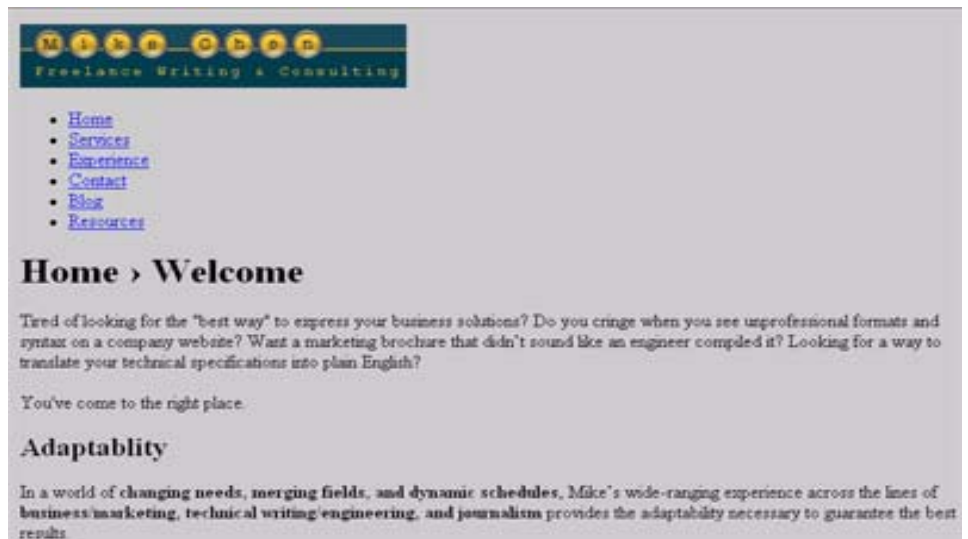 Mike Chen
Freelance Writing & Consulting
Home
Services
Experience
Contact
Blog
Resources
Home › Welcome
Tired of looking for the "best way" to express your business solutions? Do you cringe when you see unprofessional formats and
syntax on a company website? Want a marketing brochure that didn't sound like an engineer compiled it? Looking for a way to
translate your technical specifications into plain English?
You've come to the right place.
Adaptablity
In a world of changing needs, merging fields, and dynamic schedules, Mike's wide-ranging experience across the lines of
business/marketing, technical writing/engineering, and journalism provides the adaptability necessary to guarantee the best
results.